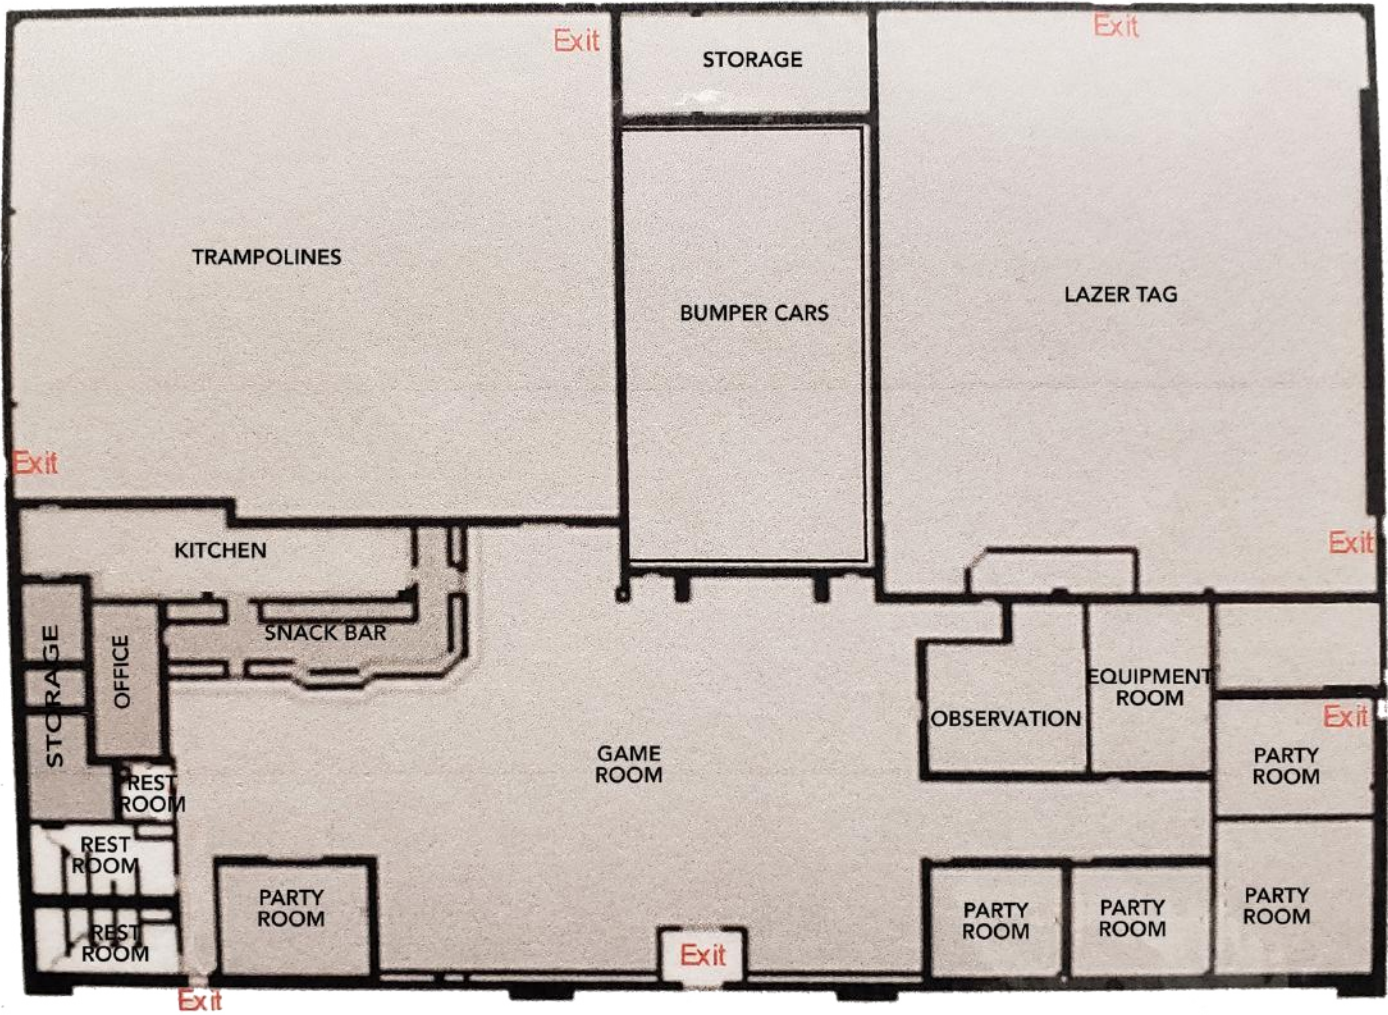 Exit
STORAGE
Exit
TRAMPOLINES
BUMPER CARS
LAZER TAG
Exit
Exit
KITCHEN
SNACK BAR
STORAGE
OFFICE
EQUIPMENT
ROOM
OBSERVATION
Exit
GAME
ROOM
PARTY
ROOM
REST
ROOM
REST
ROOM
PARTY
ROOM
PARTY
ROOM
PARTY
ROOM
PARTY
ROOM
REST
ROOM
Exit
Exit